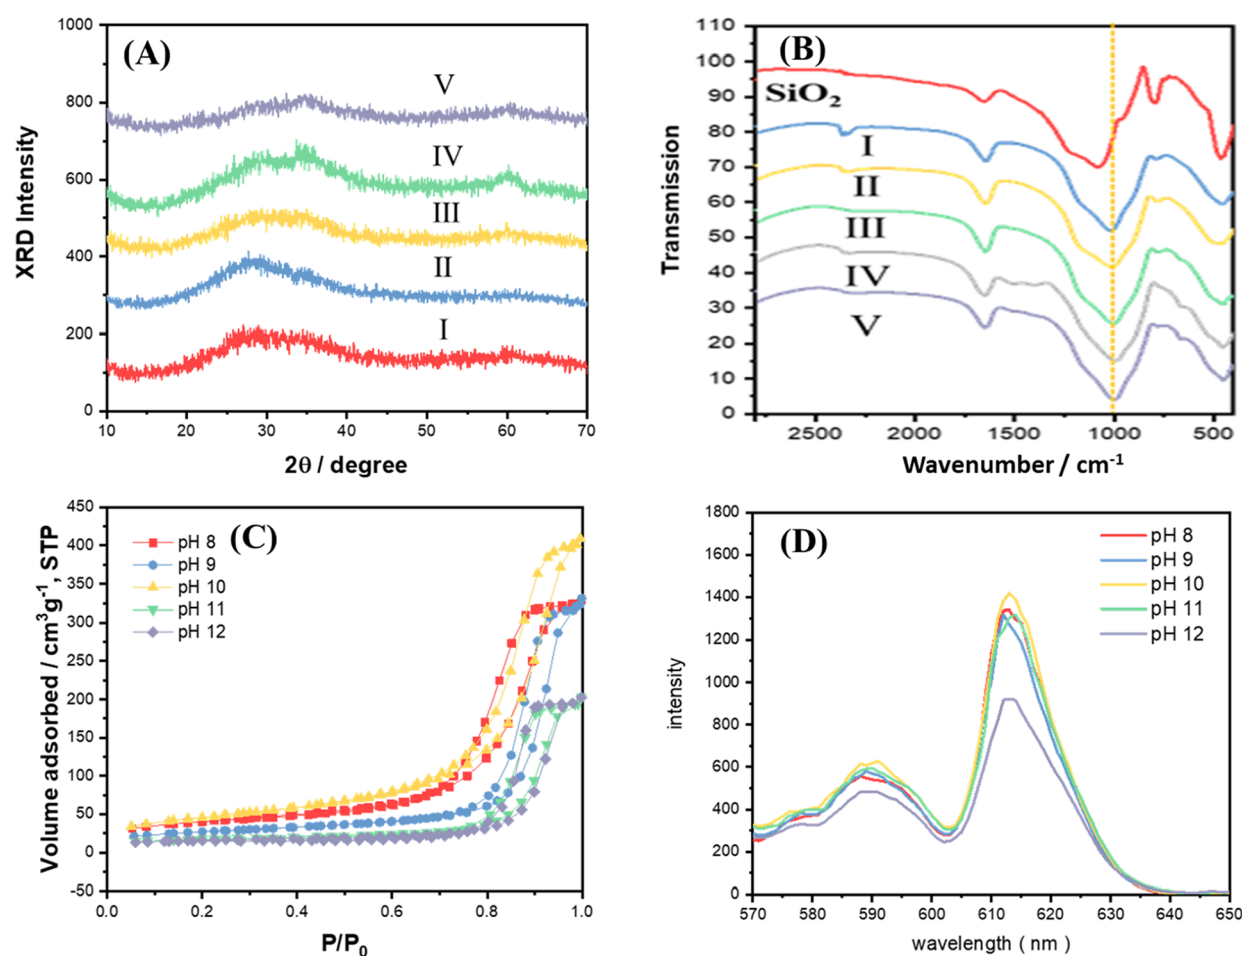 (A)
XRD Intensity
1000
800
600
400
200
0
V
IV
III
II
I
10 20 30 40 50 60 70
2θ / degree
(B)
Transmission
110
100
90
80
70
60
50
40
30
20
10
0
SiO2
I
II
III
IV
V
2500 2000 1500 1000 500
Wavenumber / cm-1
(C)
Volume adsorbed / cm3g-1, STP
450
400
350
300
250
200
150
100
50
0
-50
pH 8
pH 9
pH 10
pH 11
pH 12
0.0 0.2 0.4 0.6 0.8 1.0
P/P0
(D)
intensity
1800
1600
1400
1200
1000
800
600
400
200
0
pH 8
pH 9
pH 10
pH 11
pH 12
570 580 590 600 610 620 630 640 650
wavelength ( nm )